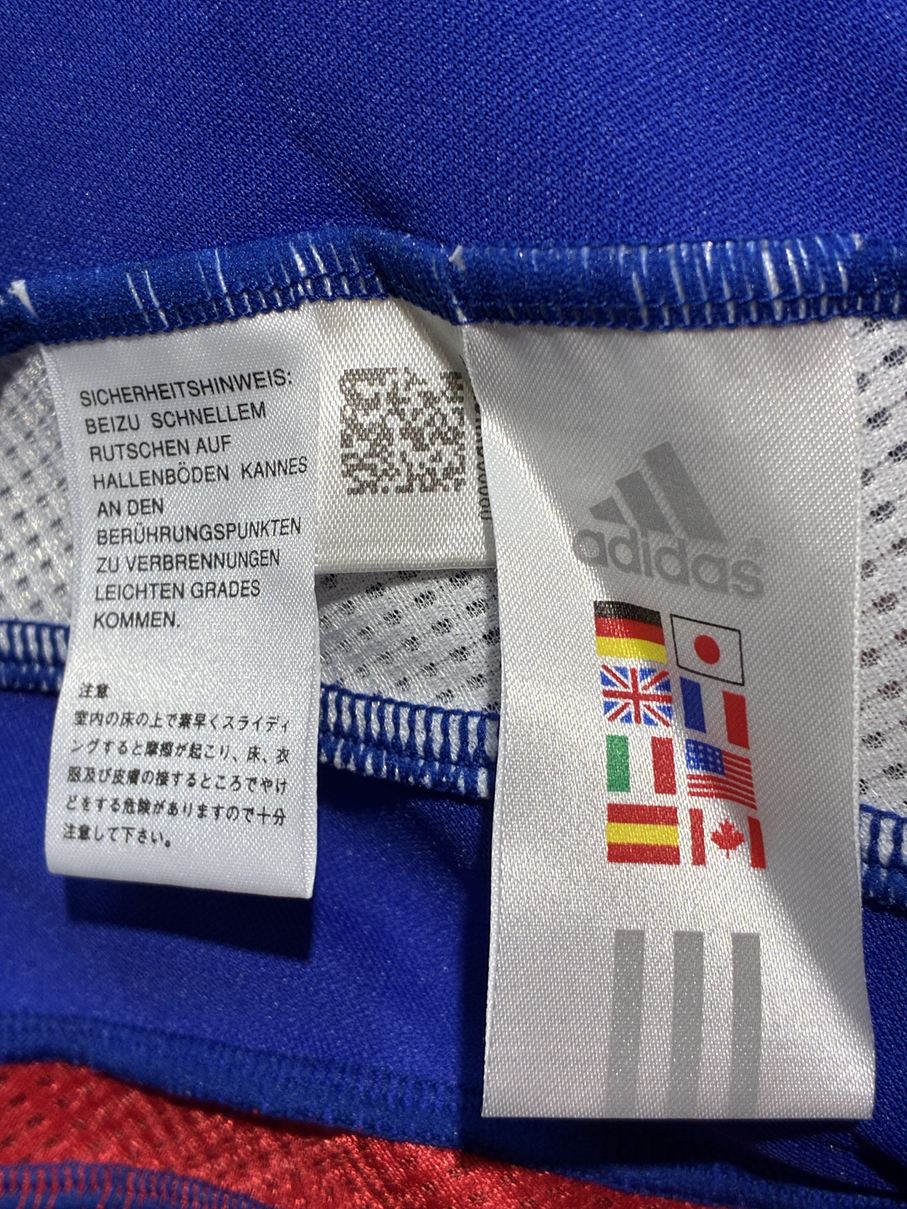 SICHERHEITSHINWEIS:
BEIZU SCHNELLEM
RUTSCHEN AUF
HALLENBÖDEN KANNES
AN DEN
BERÜHRUNGSPUNKTEN
ZU VERBRENNUNGEN
LEICHTEN GRADES
KOMMEN.
注意
室内の床の上で素早くスライディ
ングすると摩擦が起こり、床、衣
服及び皮膚の接するところでやけ
どをする危険がありますので十分
注意して下さい。
adidas